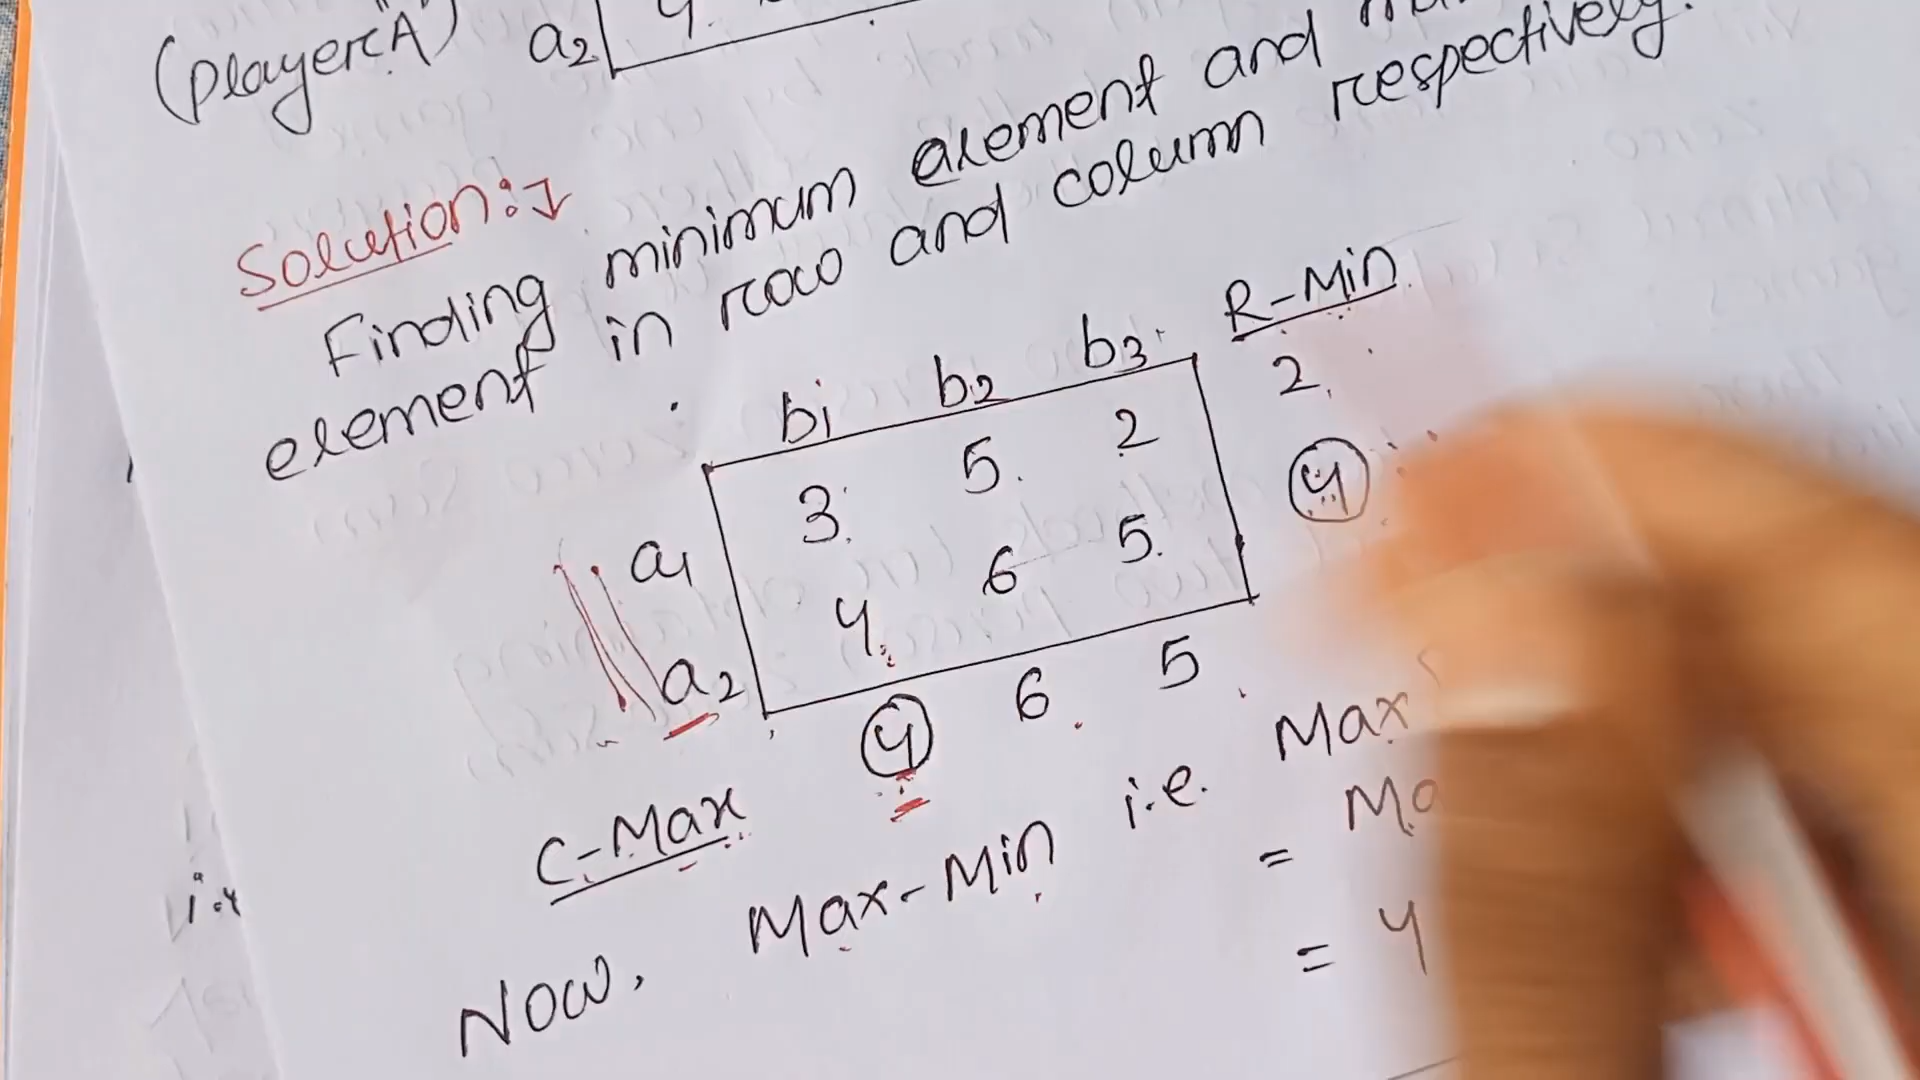 (PlayerA) a2 4
Solution:↴
Finding minimum element and
element in row and column respectively.
b1 b2 b3 R-Min
a1 3 5 2 2
a2 4 6 5 4
C-Max 4 6 5
Now, Max-Min i.e. Max
=
= 4